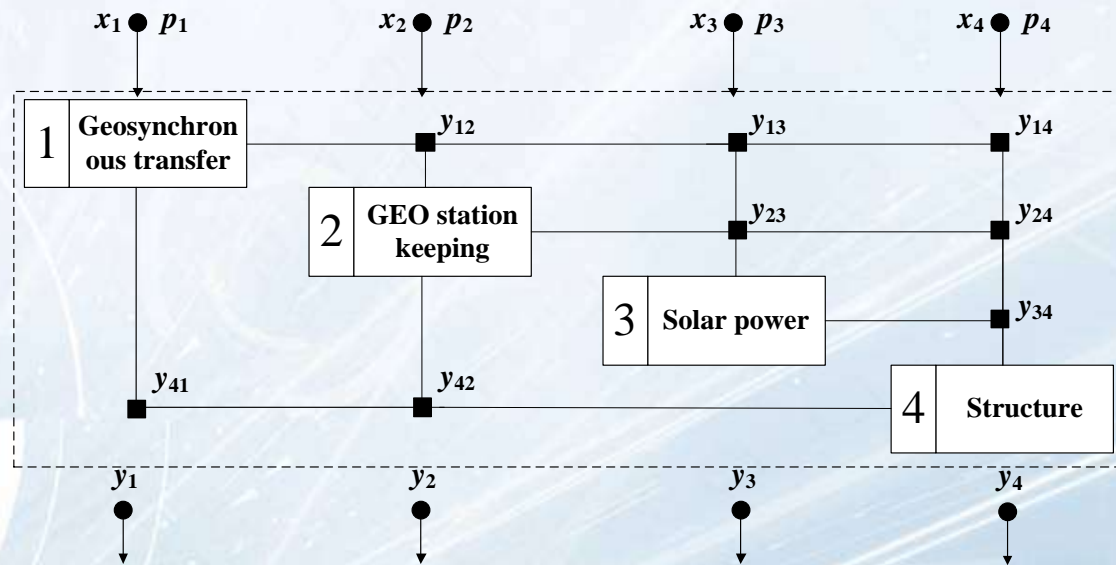 x1 p1 x2 p2 x3 p3 x4 p4
1 Geosynchron
ous transfer
y12 y13 y14
2 GEO station
keeping
y23 y24
3 Solar power
y34
y41 y42
4 Structure
y1 y2 y3 y4